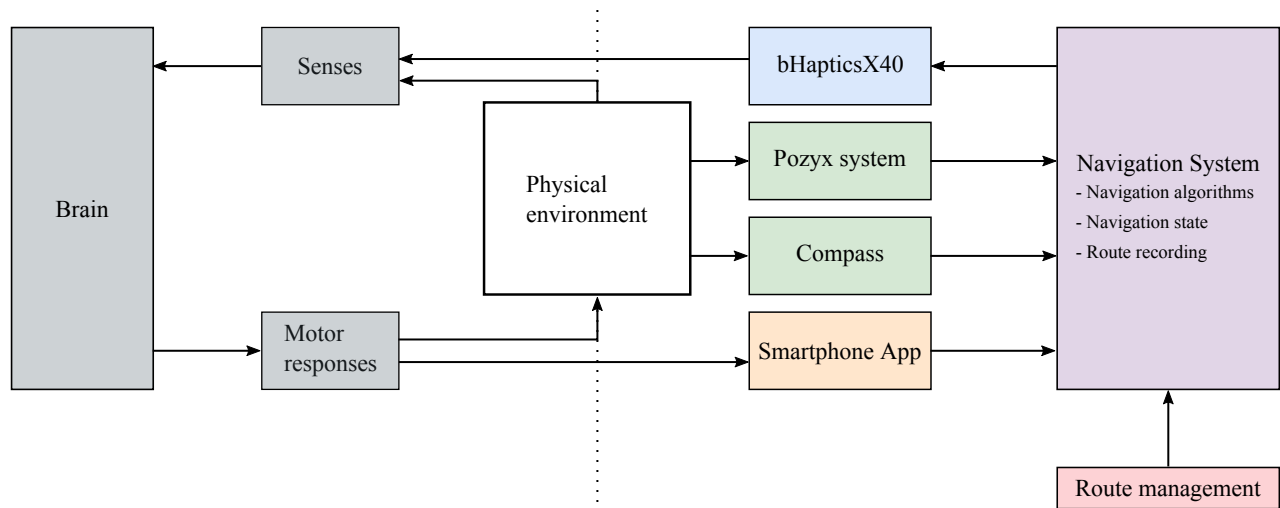 Senses
bHapticsX40
Brain
Physical
environment
Pozyx system
Compass
Navigation System
- Navigation algorithms
- Navigation state
- Route recording
Motor
responses
Smartphone App
Route management